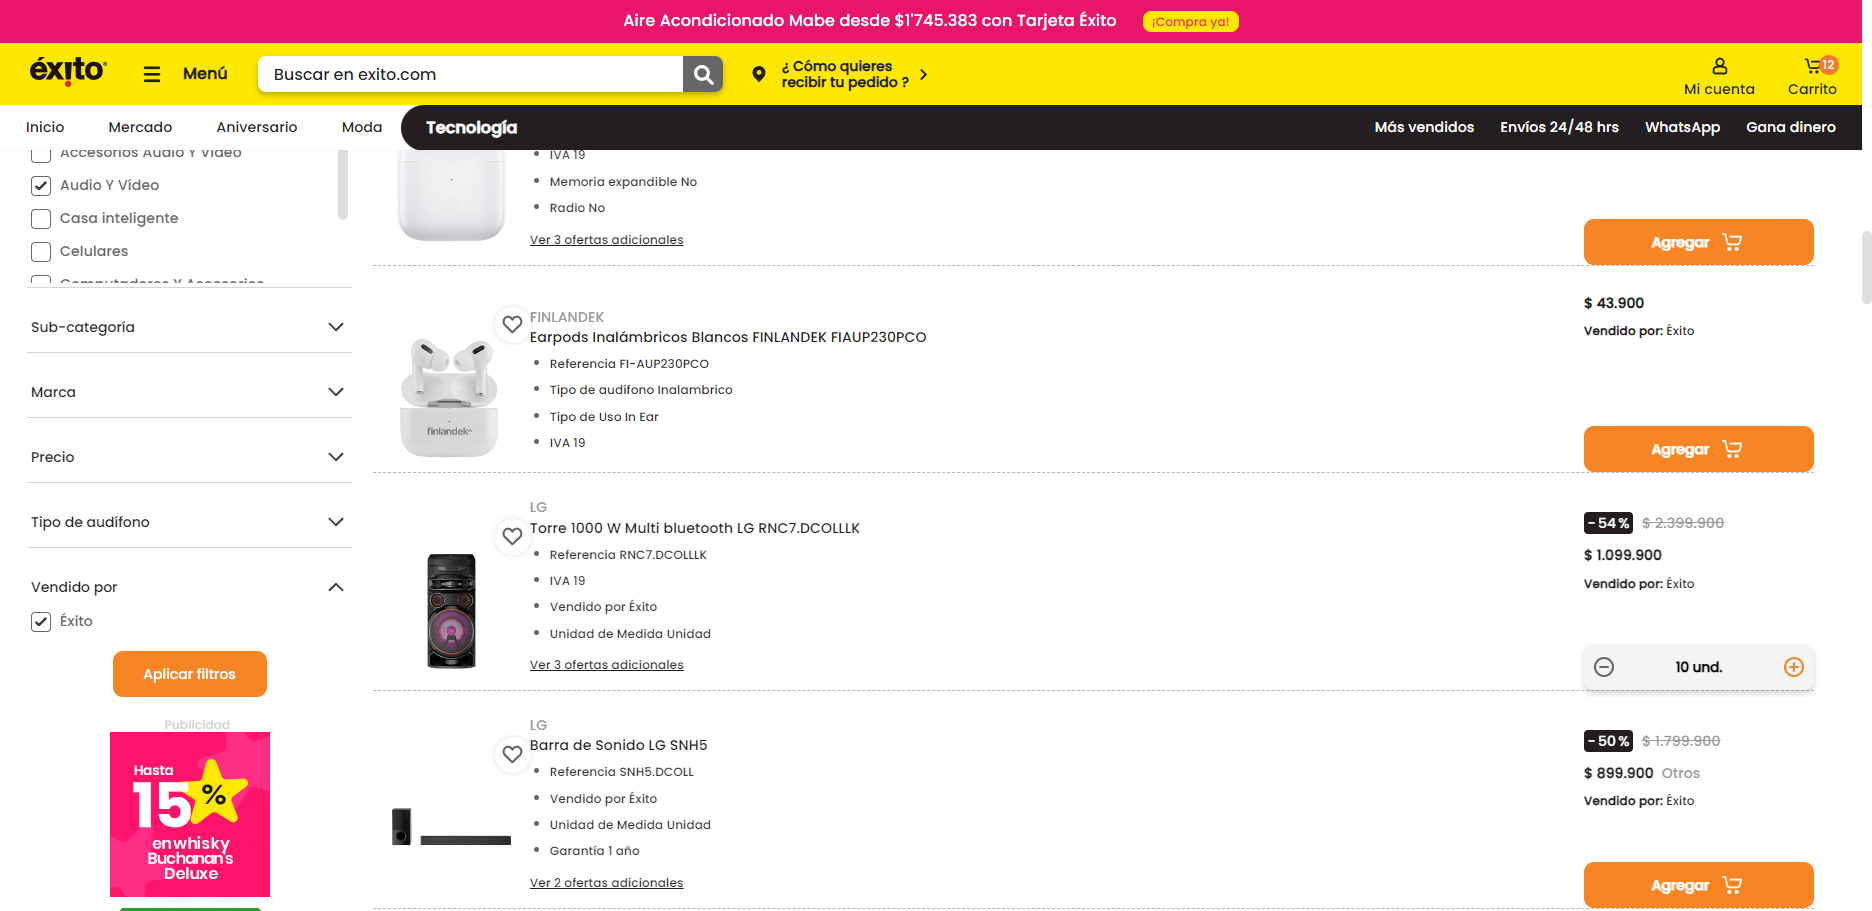 Aire Acondicionado Mabe desde $1'745.383 con Tarjeta Éxito ¡Compra ya!
éxito
Menú
Buscar en exito.com
¿ Cómo quieres
recibir tu pedido ?
Mi cuenta
12
Carrito
Inicio Mercado Aniversario Moda Tecnología Más vendidos Envíos 24/48 hrs WhatsApp Gana dinero
Accesorios Audio Y Video
Audio Y Vídeo
Casa inteligente
Celulares
Computadores Y Accesorios
Sub-categoría
Marca
Precio
Tipo de audífono
Vendido por
Éxito
Aplicar filtros
Publicidad
Hasta
15 %
en whisky
Buchanan's
Deluxe
IVA 19
Memoria expandible No
Radio No
Ver 3 ofertas adicionales
Agregar
finlandek
FINLANDEK
Earpods Inalámbricos Blancos FINLANDEK FIAUP230PCO
Referencia FI-AUP230PCO
Tipo de audífono Inalambrico
Tipo de Uso In Ear
IVA 19
$ 43.900
Vendido por: Éxito
Agregar
LG
Torre 1000 W Multi bluetooth LG RNC7.DCOLLLK
Referencia RNC7.DCOLLLK
IVA 19
Vendido por Éxito
Unidad de Medida Unidad
Ver 3 ofertas adicionales
- 54 % $ 2.399.900
$ 1.099.900
Vendido por: Éxito
10 und.
LG
Barra de Sonido LG SNH5
Referencia SNH5.DCOLL
Vendido por Éxito
Unidad de Medida Unidad
Garantía 1 año
Ver 2 ofertas adicionales
- 50 % $ 1.799.900
$ 899.900 Otros
Vendido por: Éxito
Agregar